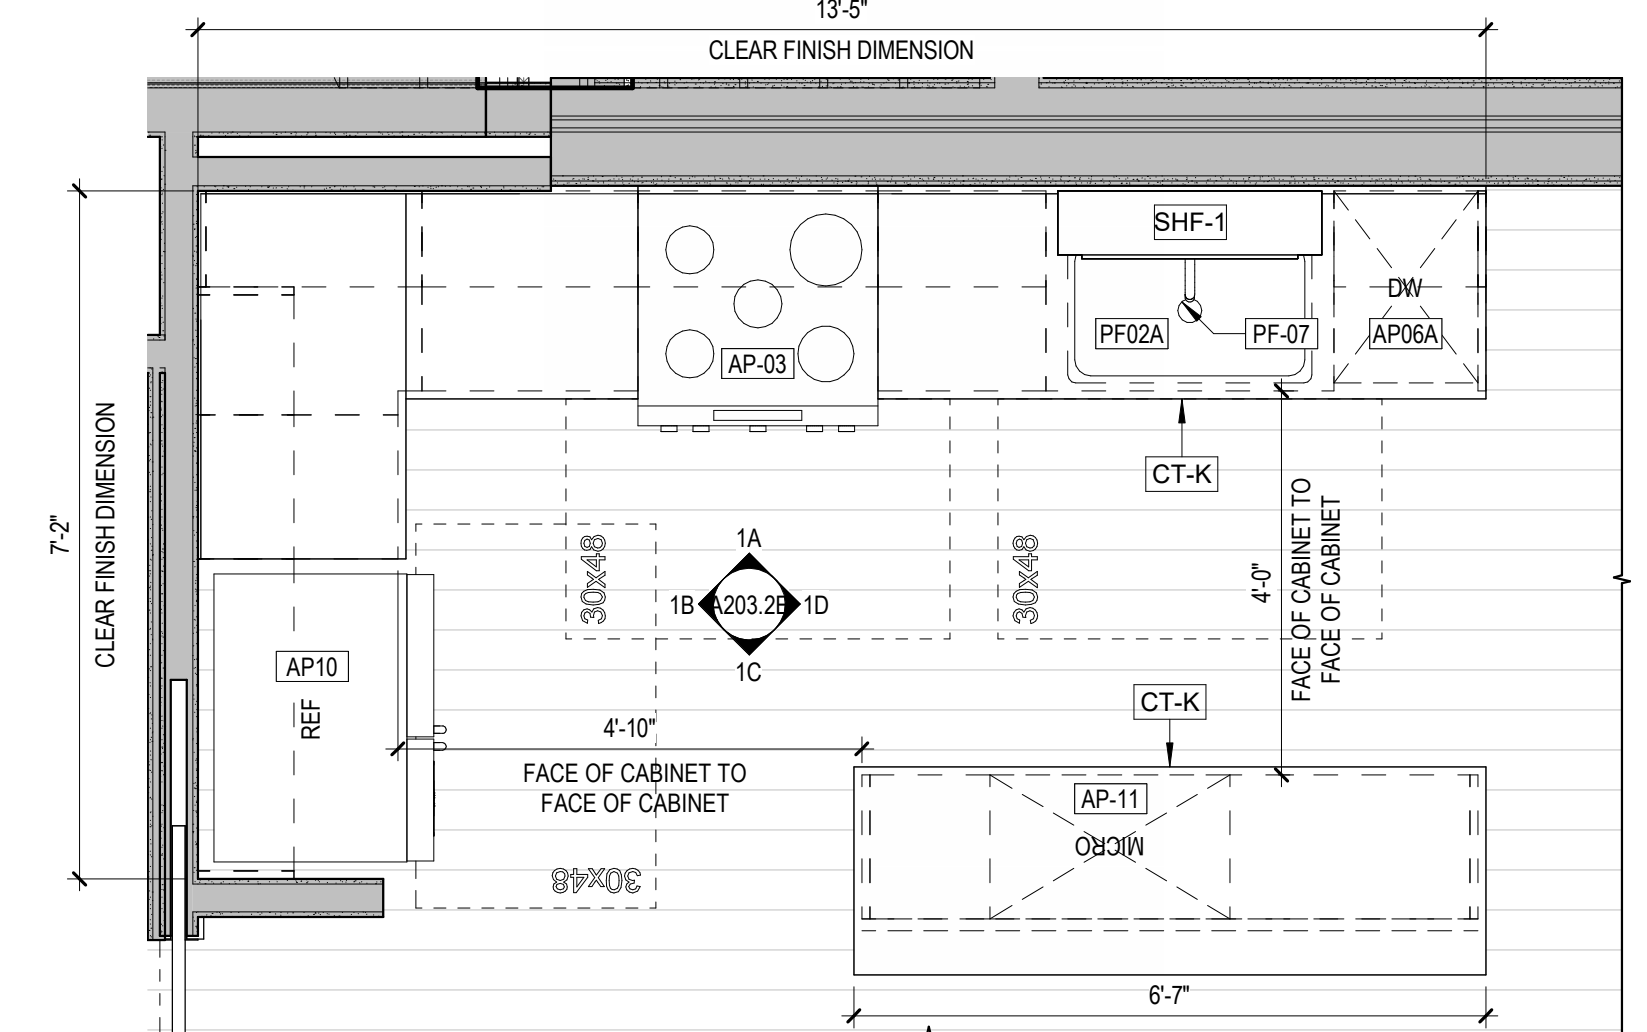 13'-5"
CLEAR FINISH DIMENSION
SHF-1
DW
PF02A
PF-07
AP06A
AP-03
CT-K
7'-2"
CLEAR FINISH DIMENSION
30x48
30x48
1A
1B
A203.2B
1D
1C
4'-0"
FACE OF CABINET TO
FACE OF CABINET
AP10
REF
CT-K
4'-10"
FACE OF CABINET TO
FACE OF CABINET
AP-11
MICRO
30x48
6'-7"